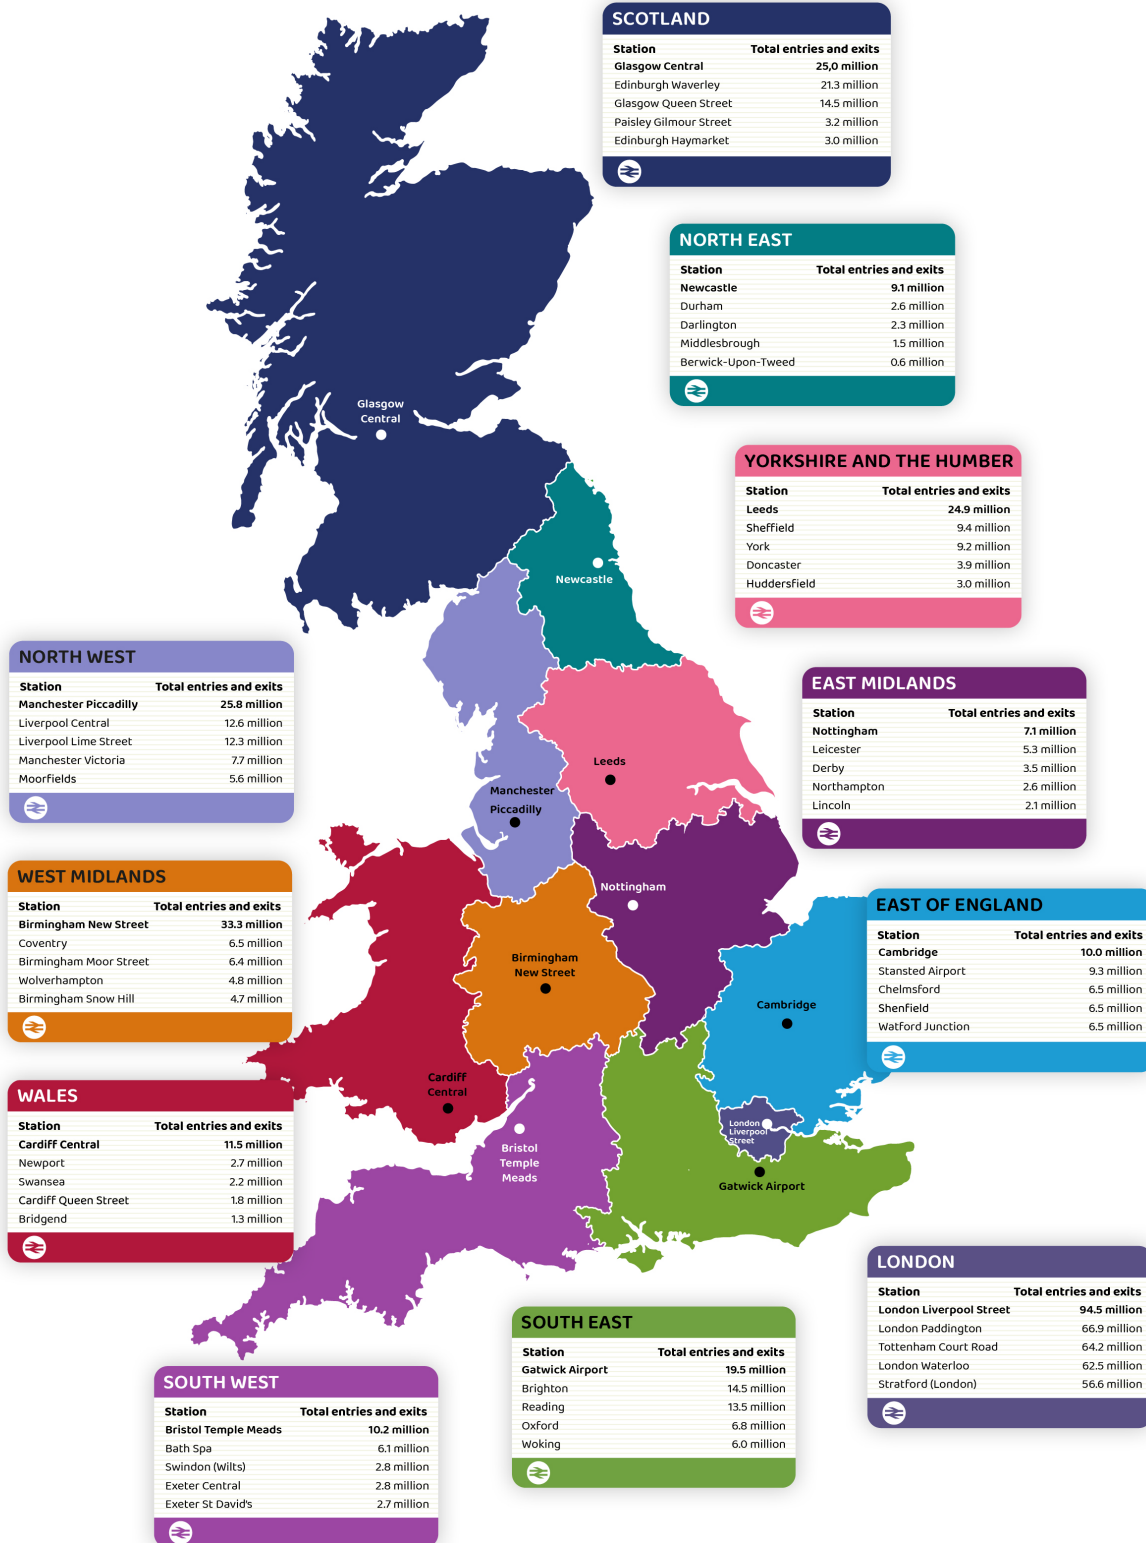 SCOTLAND
Station Total entries and exits
Glasgow Central 25,0 million
Edinburgh Waverley 21.3 million
Glasgow Queen Street 14.5 million
Paisley Gilmour Street 3.2 million
Edinburgh Haymarket 3.0 million
NORTH EAST
Station Total entries and exits
Newcastle 9.1 million
Durham 2.6 million
Darlington 2.3 million
Middlesbrough 1.5 million
Berwick-Upon-Tweed 0.6 million
Glasgow
Central
YORKSHIRE AND THE HUMBER
Station Total entries and exits
Leeds 24.9 million
Sheffield 9.4 million
York 9.2 million
Doncaster 3.9 million
Huddersfield 3.0 million
Newcastle
NORTH WEST
Station Total entries and exits
Manchester Piccadilly 25.8 million
Liverpool Central 12.6 million
Liverpool Lime Street 12.3 million
Manchester Victoria 7.7 million
Moorfields 5.6 million
EAST MIDLANDS
Station Total entries and exits
Nottingham 7.1 million
Leicester 5.3 million
Derby 3.5 million
Northampton 2.6 million
Lincoln 2.1 million
Leeds
Manchester
Piccadilly
WEST MIDLANDS
Station Total entries and exits
Birmingham New Street 33.3 million
Coventry 6.5 million
Birmingham Moor Street 6.4 million
Wolverhampton 4.8 million
Birmingham Snow Hill 4.7 million
Nottingham
EAST OF ENGLAND
Station Total entries and exits
Cambridge 10.0 million
Stansted Airport 9.3 million
Chelmsford 6.5 million
Shenfield 6.5 million
Watford Junction 6.5 million
Birmingham
New Street
Cambridge
WALES
Station Total entries and exits
Cardiff Central 11.5 million
Newport 2.7 million
Swansea 2.2 million
Cardiff Queen Street 1.8 million
Bridgend 1.3 million
Cardiff
Central
London
Liverpool
Street
Bristol
Temple
Meads
Gatwick Airport
LONDON
Station Total entries and exits
London Liverpool Street 94.5 million
London Paddington 66.9 million
Tottenham Court Road 64.2 million
London Waterloo 62.5 million
Stratford (London) 56.6 million
SOUTH EAST
Station Total entries and exits
Gatwick Airport 19.5 million
Brighton 14.5 million
Reading 13.5 million
Oxford 6.8 million
Woking 6.0 million
SOUTH WEST
Station Total entries and exits
Bristol Temple Meads 10.2 million
Bath Spa 6.1 million
Swindon (Wilts) 2.8 million
Exeter Central 2.8 million
Exeter St David's 2.7 million